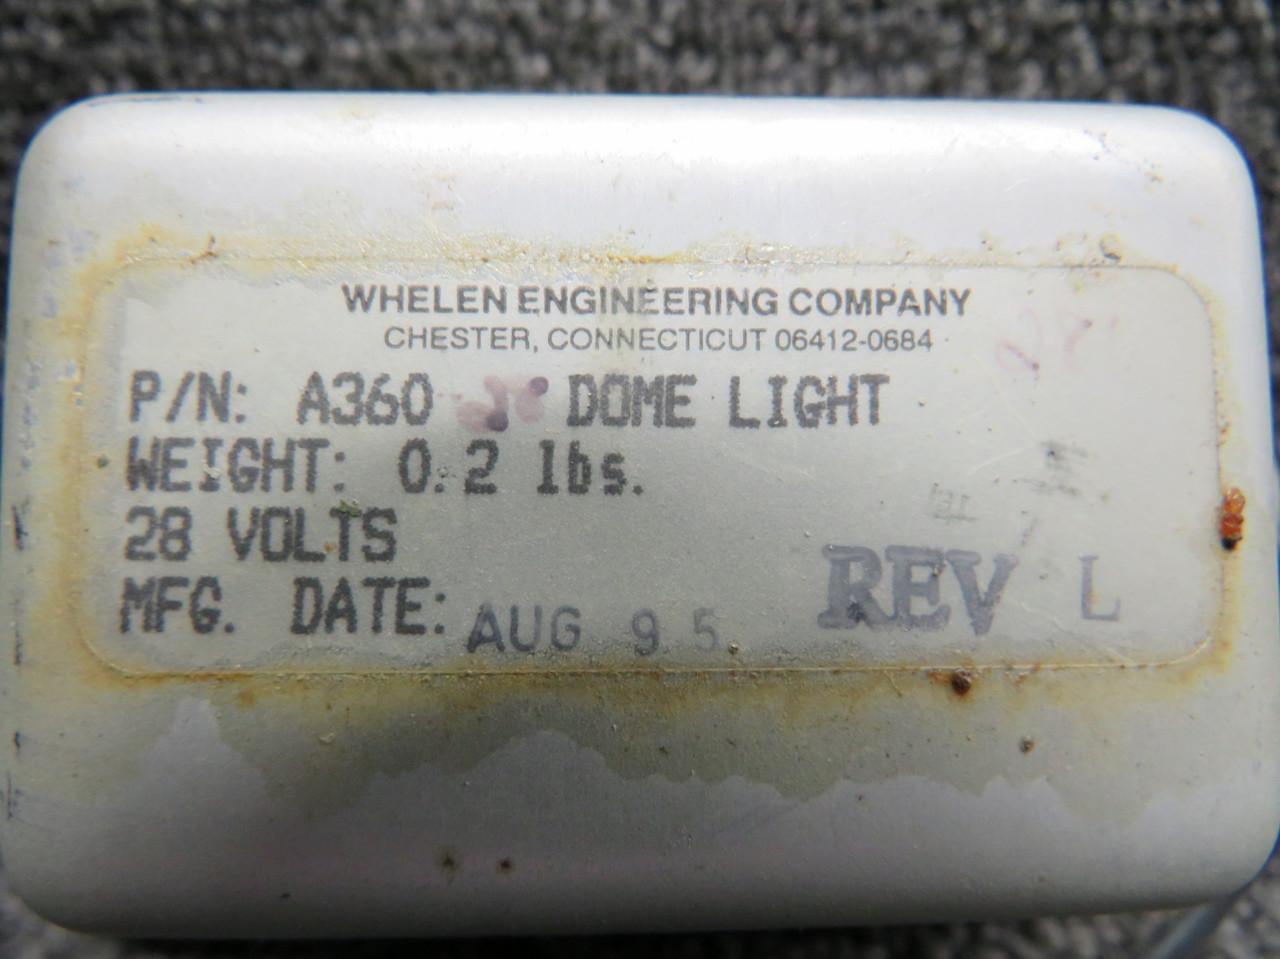 WHELEN ENGINEERING COMPANY
CHESTER, CONNECTICUT 06412-0684
P/N: A360 DOME LIGHT
WEIGHT: 0.2 lbs.
28 VOLTS
MFG. DATE: AUG 95
REV L